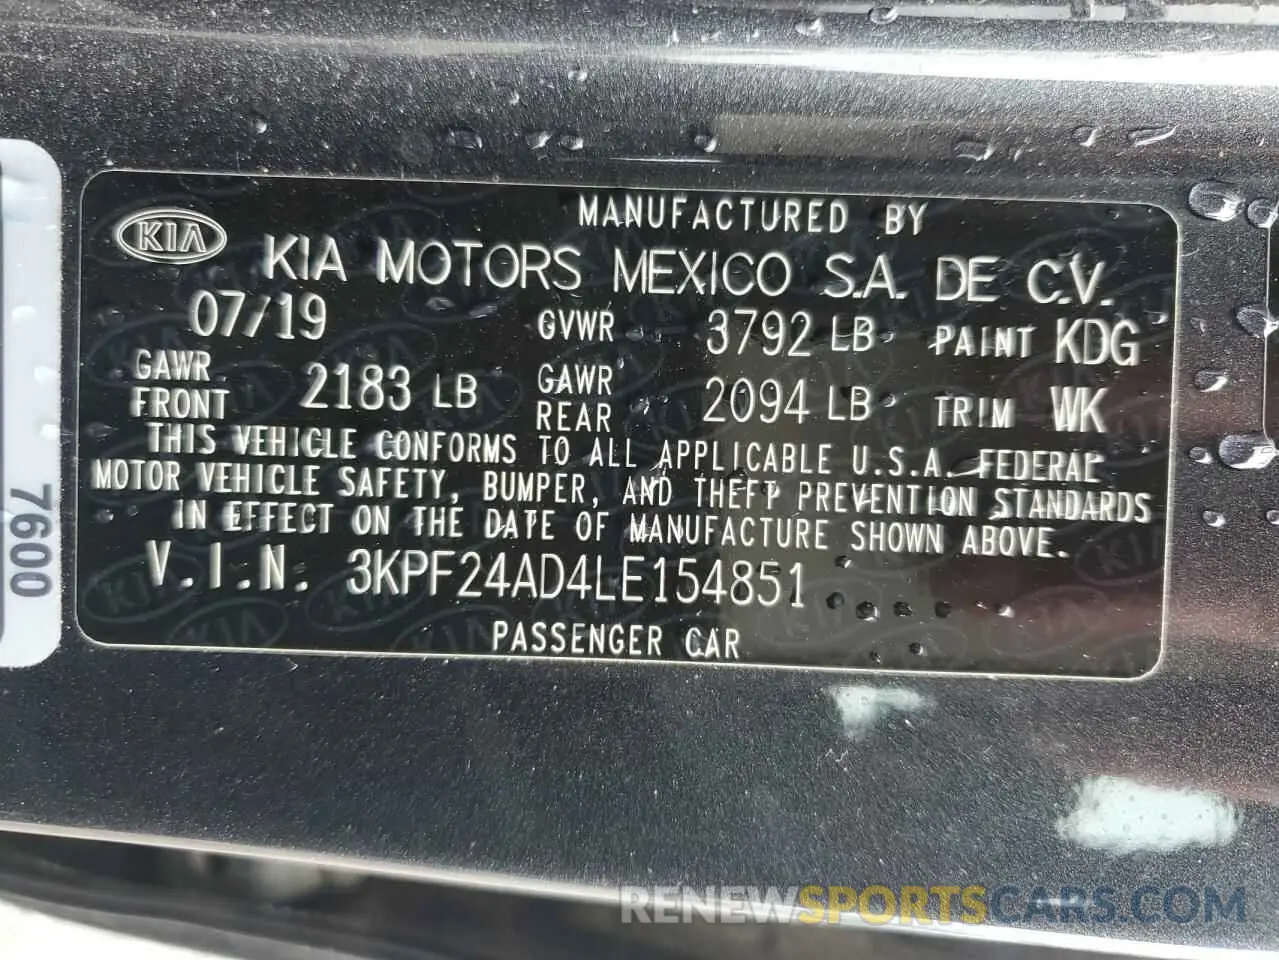 MANUFACTURED BY
KIA
KIA MOTORS MEXICO S.A. DE C.V.
07/19 GVWR 3792 LB PAINT KDG
GAWR FRONT 2183 LB GAWR REAR 2094 LB TRIM WK
THIS VEHICLE CONFORMS TO ALL APPLICABLE U.S.A. FEDERAL
MOTOR VEHICLE SAFETY, BUMPER, AND THEFT PREVENTION STANDARDS
IN EFFECT ON THE DATE OF MANUFACTURE SHOWN ABOVE.
V.I.N. 3KPF24AD4LE154851
PASSENGER CAR
7600
RENEWSPORTSCARS.COM